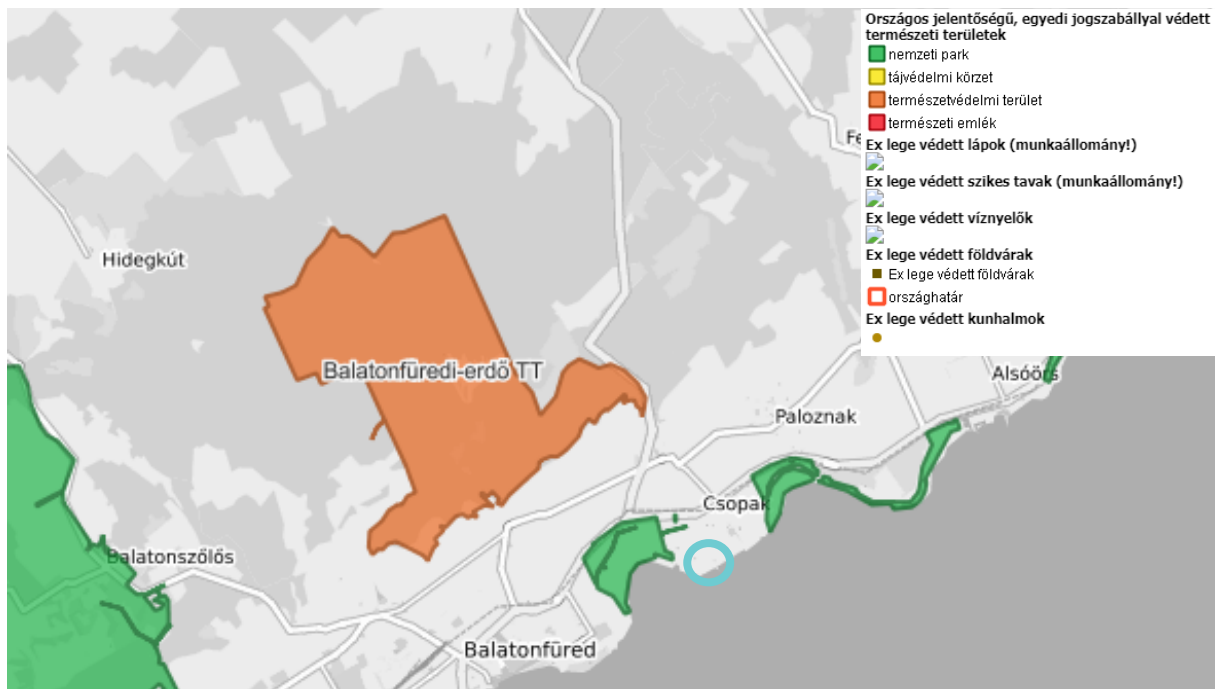 Országos jelentőségű, egyedi jogszabállyal védett
természeti területek
nemzeti park
tájvédelmi körzet
természetvédelmi terület
természeti emlék
Ex lege védett lápok (munkaállomány!)
Ex lege védett szikes tavak (munkaállomány!)
Ex lege védett víznyelők
Ex lege védett földvárak
Ex lege védett földvárak
országhatár
Ex lege védett kunhalmok
Fe
Hidegkút
Balatonfüredi-erdő TT
Alsóörs
Paloznak
Csopak
Balatonszőlős
Balatonfüred